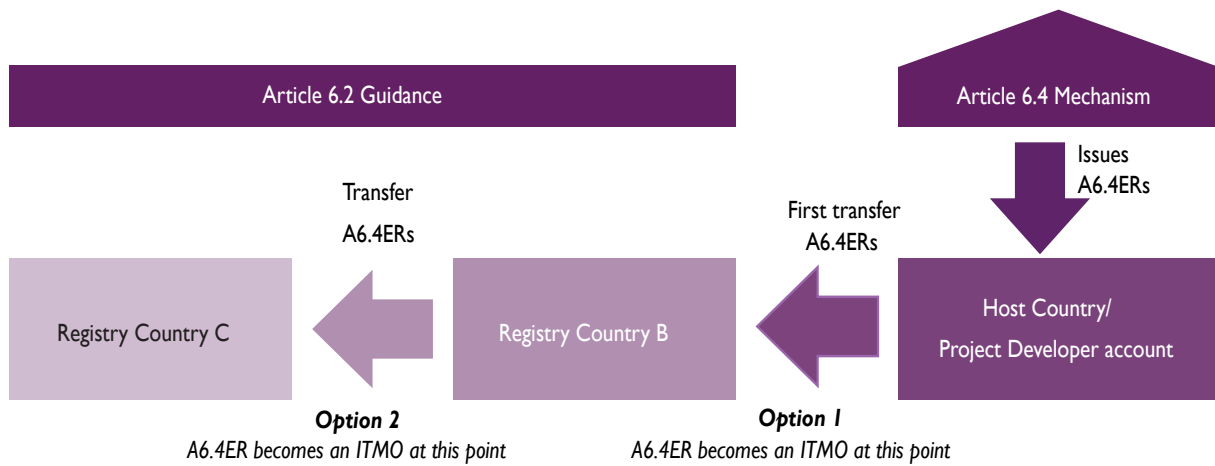 Article 6.2 Guidance
Article 6.4 Mechanism
Issues
A6.4ERs
Transfer
A6.4ERs
First transfer
A6.4ERs
Registry Country C
Registry Country B
Host Country/
Project Developer account
Option 2
A6.4ER becomes an ITMO at this point
Option 1
A6.4ER becomes an ITMO at this point